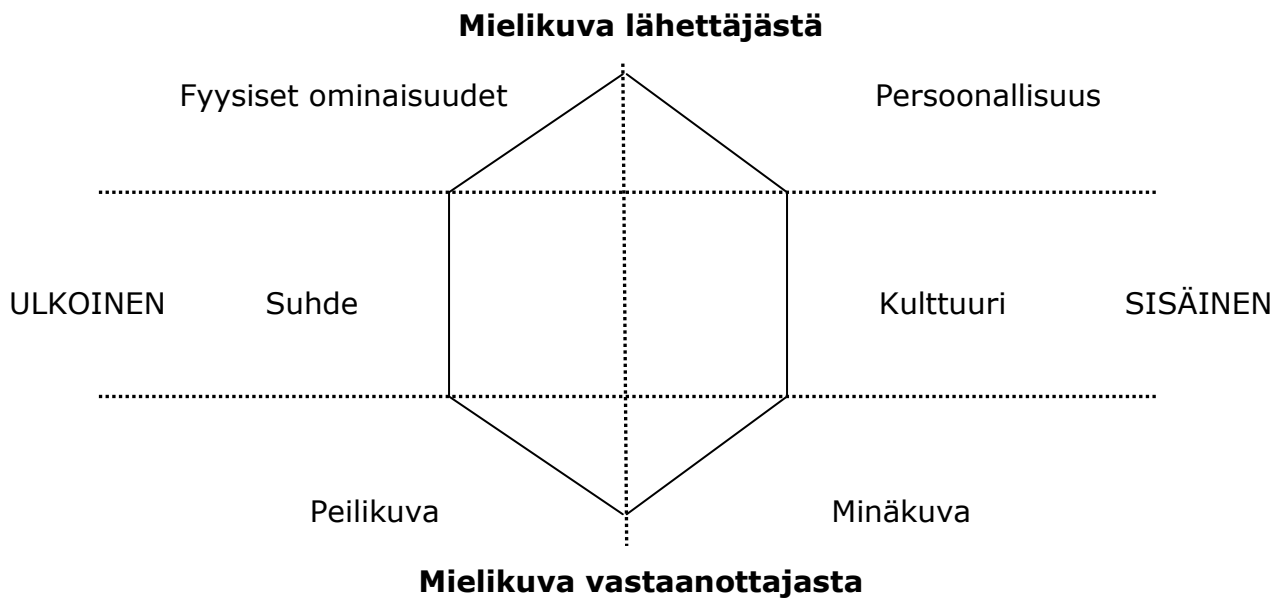 Mielikuva lähettäjästä
Fyysiset ominaisuudet
Persoonallisuus
ULKOINEN
Suhde
Kulttuuri
SISÄINEN
Peilikuva
Minäkuva
Mielikuva vastaanottajasta